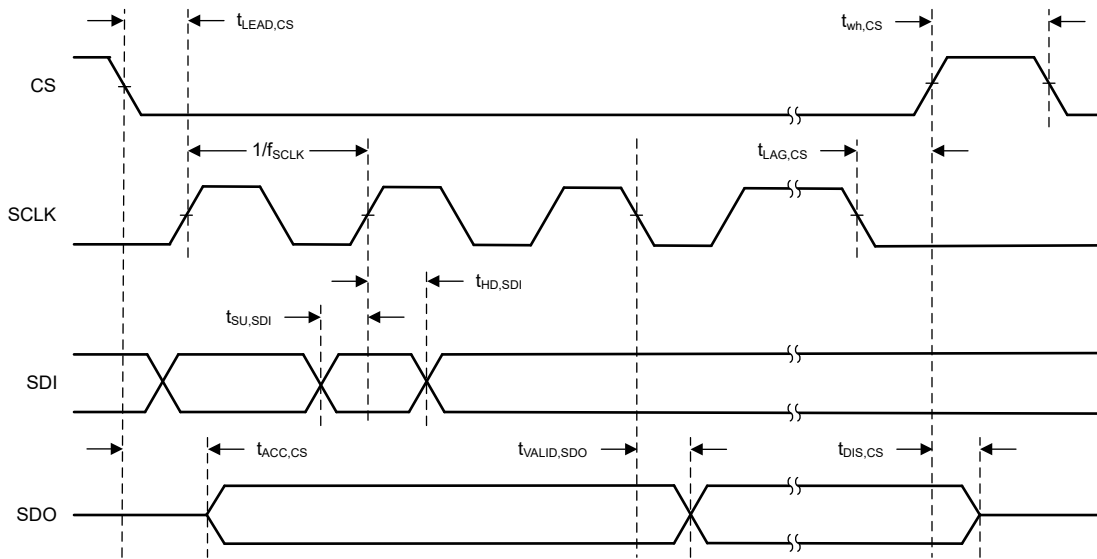 tLEAD,CS
twh,CS
CS
1/fSCLK
tLAG,CS
SCLK
tHD,SDI
tSU,SDI
SDI
tACC,CS
tVALID,SDO
tDIS,CS
SDO